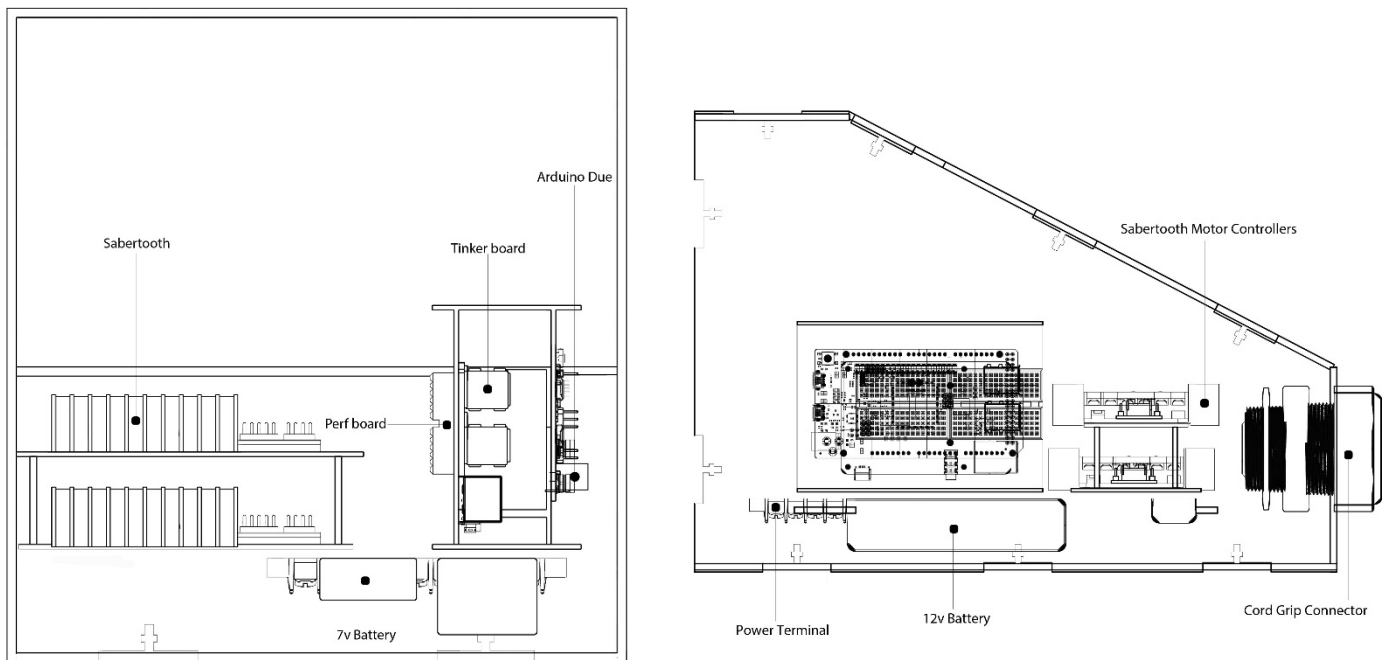 Sabertooth
Tinker board
Arduino Due
Perf board
7v Battery
Sabertooth Motor Controllers
Power Terminal
12v Battery
Cord Grip Connector